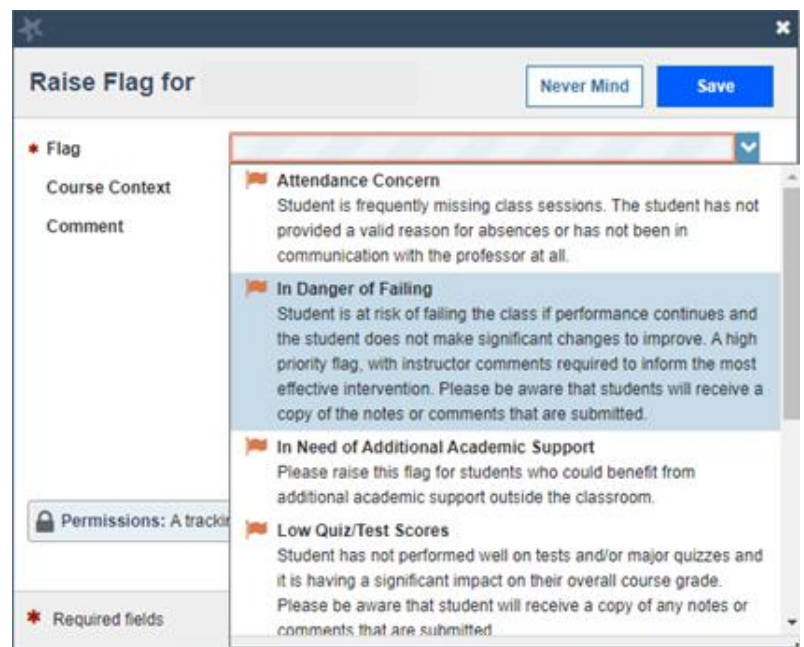 Raise Flag for
Never Mind
Save
* Flag
Course Context
Comment
Attendance Concern
Student is frequently missing class sessions. The student has not
provided a valid reason for absences or has not been in
communication with the professor at all.
In Danger of Failing
Student is at risk of failing the class if performance continues and
the student does not make significant changes to improve. A high
priority flag, with instructor comments required to inform the most
effective intervention. Please be aware that students will receive a
copy of the notes or comments that are submitted.
In Need of Additional Academic Support
Please raise this flag for students who could benefit from
additional academic support outside the classroom.
Low Quiz/Test Scores
Student has not performed well on tests and/or major quizzes and
it is having a significant impact on their overall course grade.
Please be aware that student will receive a copy of any notes or
comments that are submitted
Permissions: A
* Required fields